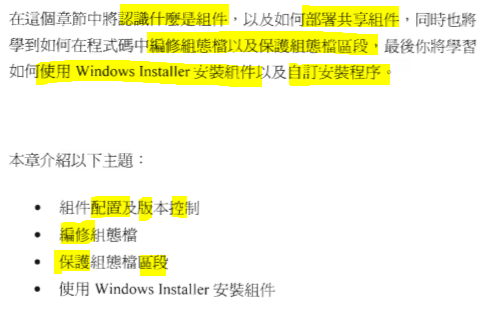 在這個章節中將認識什麼是組件，以及如何部署共享組件，同時也將
學到如何在程式碼中編修組態檔以及保護組態檔區段，最後你將學習
如何使用 Windows Installer 安裝組件以及自訂安裝程序。
本章介紹以下主題：
• 組件配置及版本控制
• 編修組態檔
• 保護組態檔區段
• 使用 Windows Installer 安裝組件